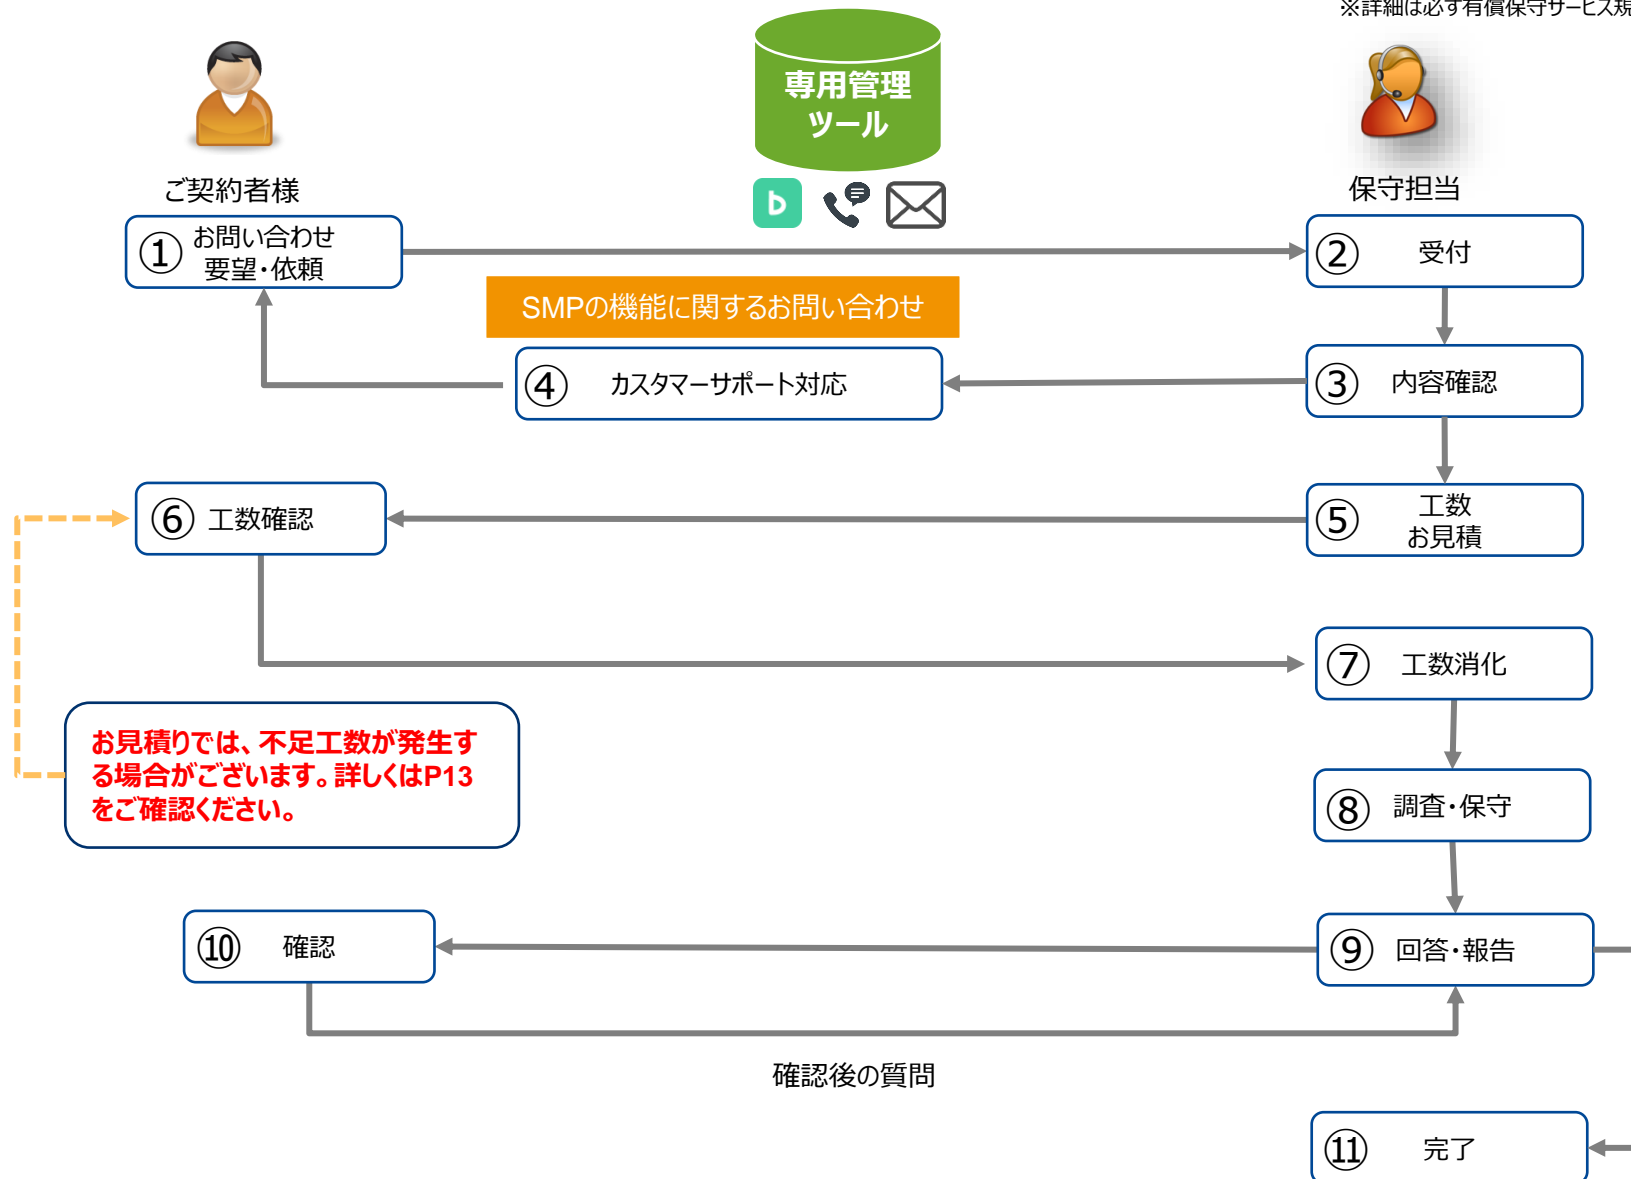 ※詳細は必ず有償保守サービス規
専用管理
ツール
ご契約者様
b
保守担当
① お問い合わせ
要望・依頼
② 受付
SMPの機能に関するお問い合わせ
④ カスタマーサポート対応
③ 内容確認
⑥ 工数確認
⑤ 工数
お見積
⑦ 工数消化
お見積りでは、不足工数が発生す
る場合がございます。詳しくはP13
をご確認ください。
⑧ 調査・保守
⑩ 確認
⑨ 回答・報告
確認後の質問
⑪ 完了